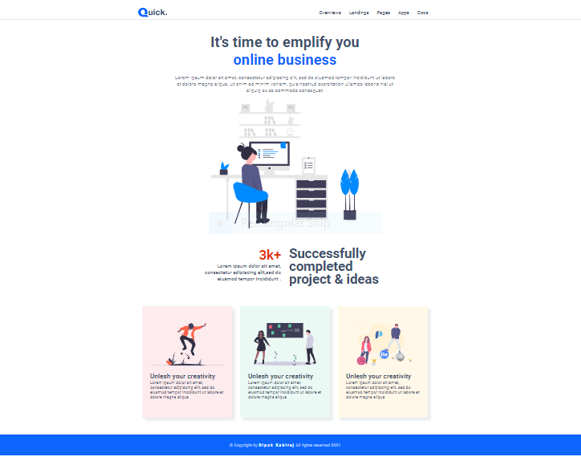 Quick.
Overviews Landings Pages Apps Docs
It's time to emplify you
online business
Lorem ipsum dolor sit amet, consectetur adipiscing elit, sed do eiusmod tempor incididunt ut labore
et dolore magna aliqua. ut enim ad minim veniam, quis nostrud exercitation ullamco laboris nisi ut
aliquip ex ea commodo consequat.
Rectangular Snip
3k+
Lorem ipsum dolor sit amet,
consectetur adipiscing elit,sed do
eiusmod tempor incididunt .
Successfully
completed
project & ideas
Unlesh your creativity
Lorem ipsum dolor sit amet,
consectetur adipiscing elit, sed do
eiusmod tempor incididunt ut labore et
dolore magna aliqua.
Unlesh your creativity
Lorem ipsum dolor sit amet,
consectetur adipiscing elit, sed do
eiusmod tempor incididunt ut labore et
dolore magna aliqua.
Unlesh your creativity
Lorem ipsum dolor sit amet,
consectetur adipiscing elit, sed do
eiusmod tempor incididunt ut labore et
dolore magna aliqua.
© Copyright by Dipok Kabiraj. All rights reserved 2021.